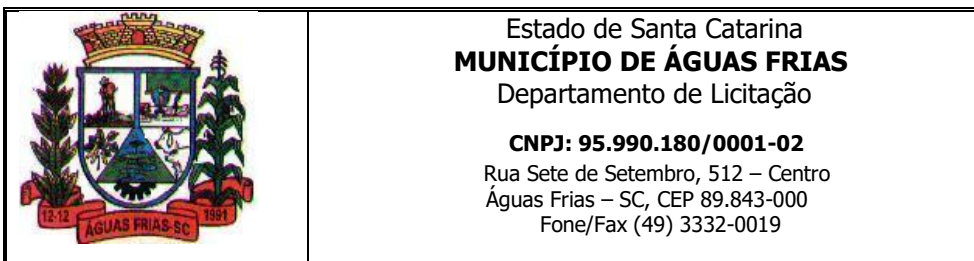 12-12
ÁGUAS FRIAS-SC
1991
Estado de Santa Catarina
MUNICÍPIO DE ÁGUAS FRIAS
Departamento de Licitação
CNPJ: 95.990.180/0001-02
Rua Sete de Setembro, 512 – Centro
Águas Frias – SC, CEP 89.843-000
Fone/Fax (49) 3332-0019